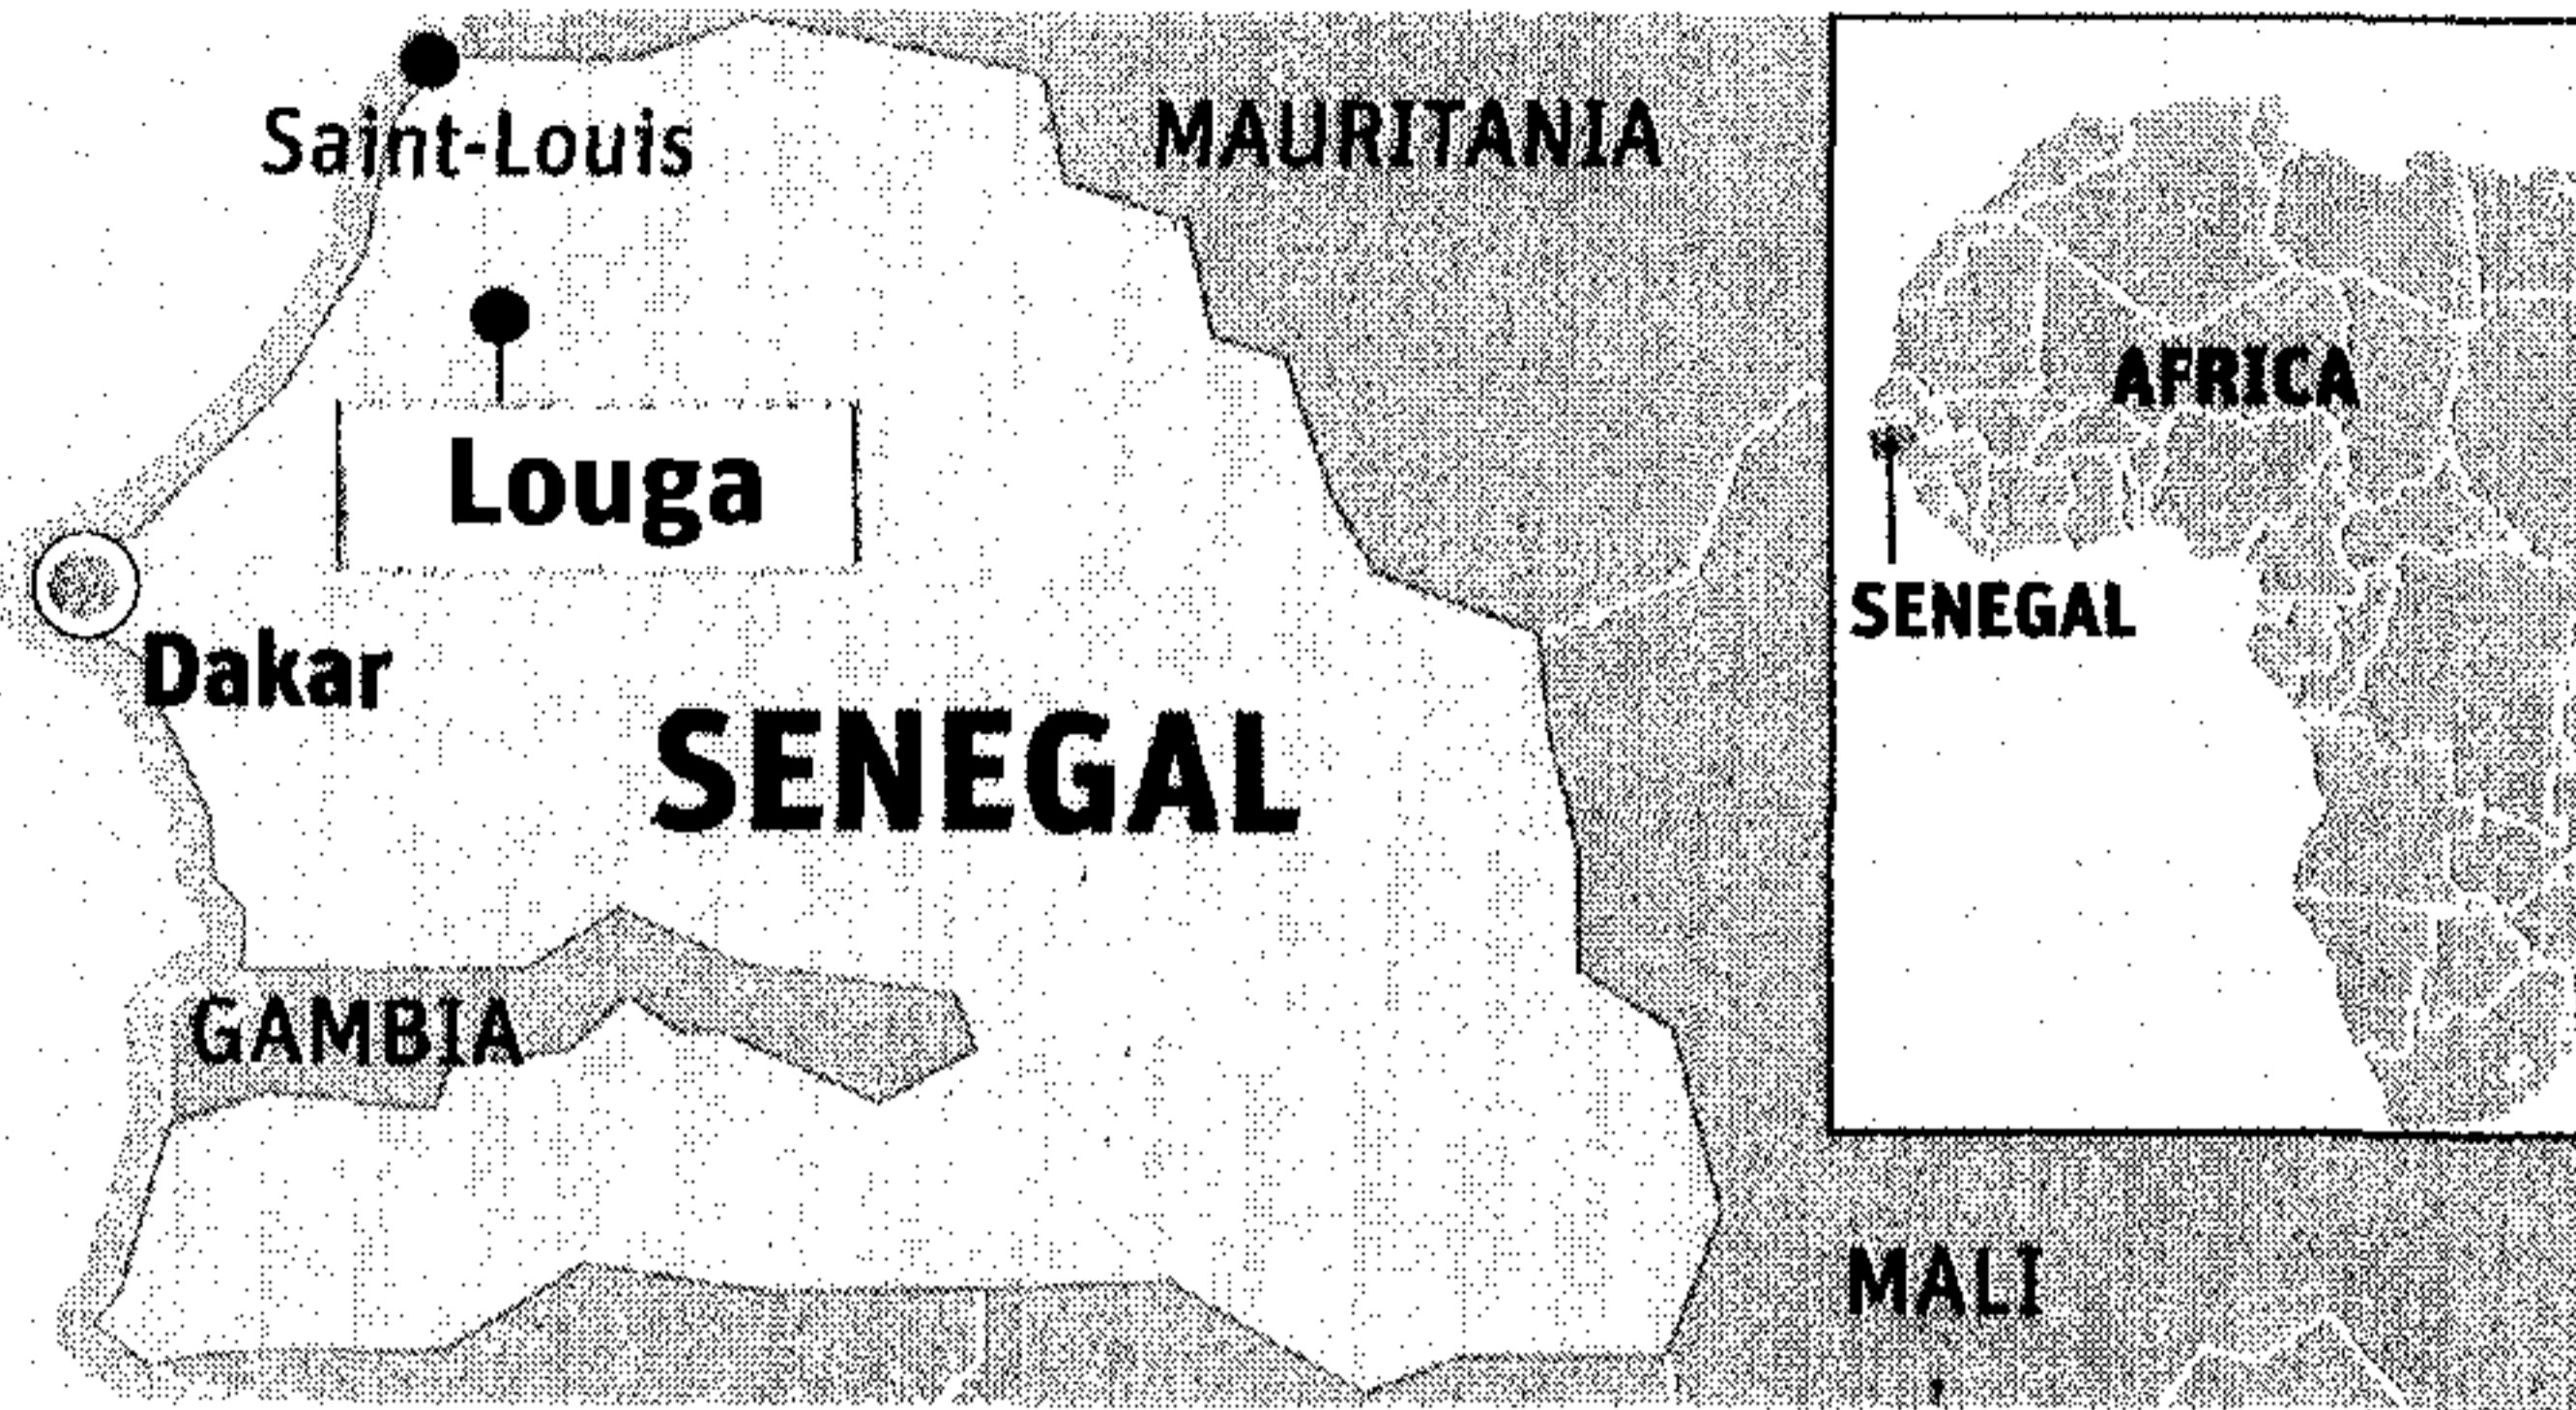 Saint-Louis
MAURITANIA
Louga
Dakar
SENEGAL
GAMBIA
MALI
AFRICA
SENEGAL